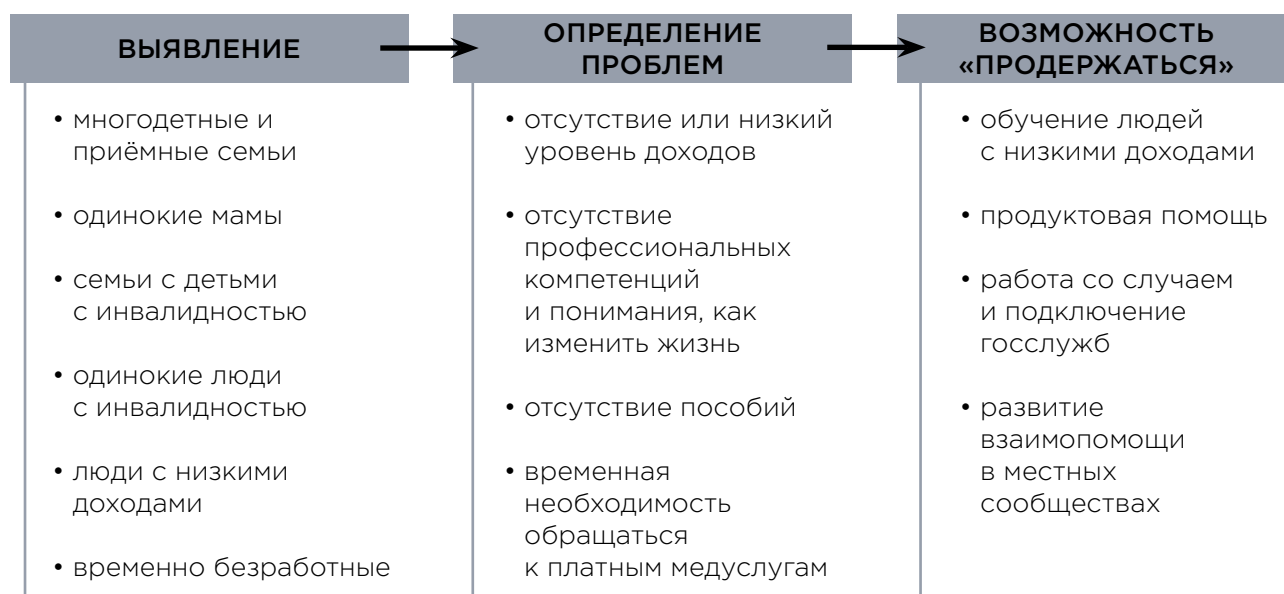 ВЫЯВЛЕНИЕ
• многодетные и
приёмные семьи
• одинокие мамы
• семьи с детьми
с инвалидностью
• одинокие люди
с инвалидностью
• люди с низкими
доходами
• временно безработные
ОПРЕДЕЛЕНИЕ
ПРОБЛЕМ
• отсутствие или низкий
уровень доходов
• отсутствие
профессиональных
компетенций
и понимания, как
изменить жизнь
• отсутствие пособий
• временная
необходимость
обращаться
к платным медуслугам
ВОЗМОЖНОСТЬ
«ПРОДЕРЖАТЬСЯ»
• обучение людей
с низкими доходами
• продуктовая помощь
• работа со случаем
и подключение
госслужб
• развитие
взаимопомощи
в местных
сообществах